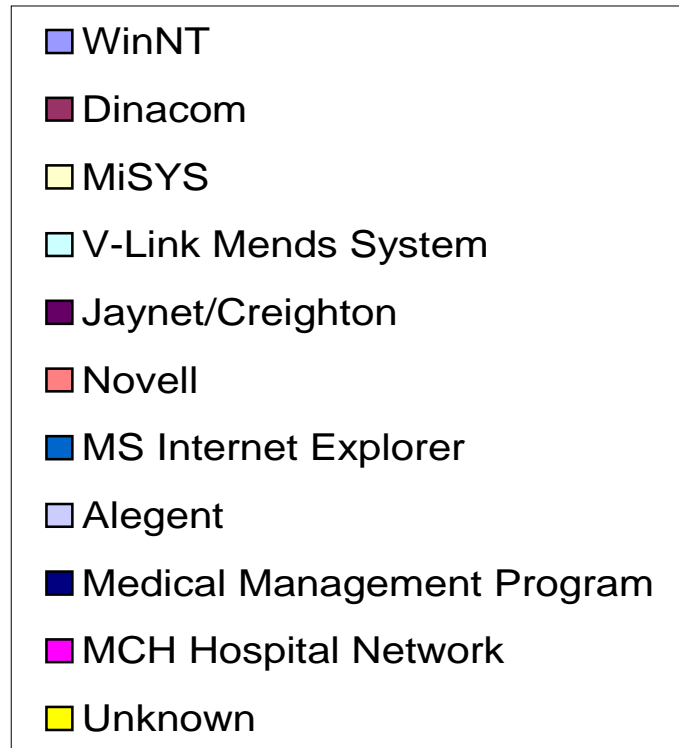 WinNT
Dinacom
MiSYS
V-Link Mends System
Jaynet/Creighton
Novell
MS Internet Explorer
Alegent
Medical Management Program
MCH Hospital Network
Unknown